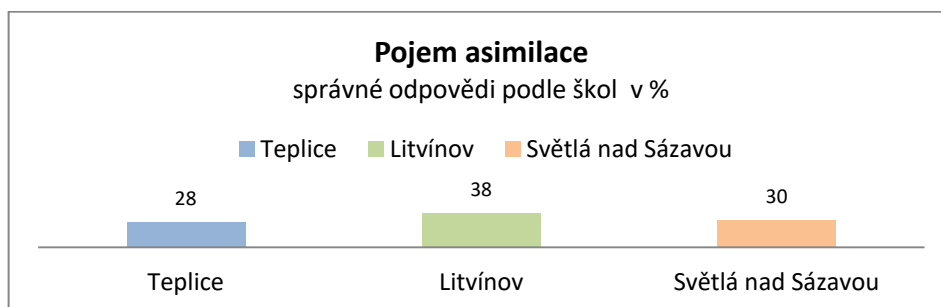 Pojem asimilace
správné odpovědi podle škol v %
Teplice Litvínov Světlá nad Sázavou
28 38 30
Teplice Litvínov Světlá nad Sázavou